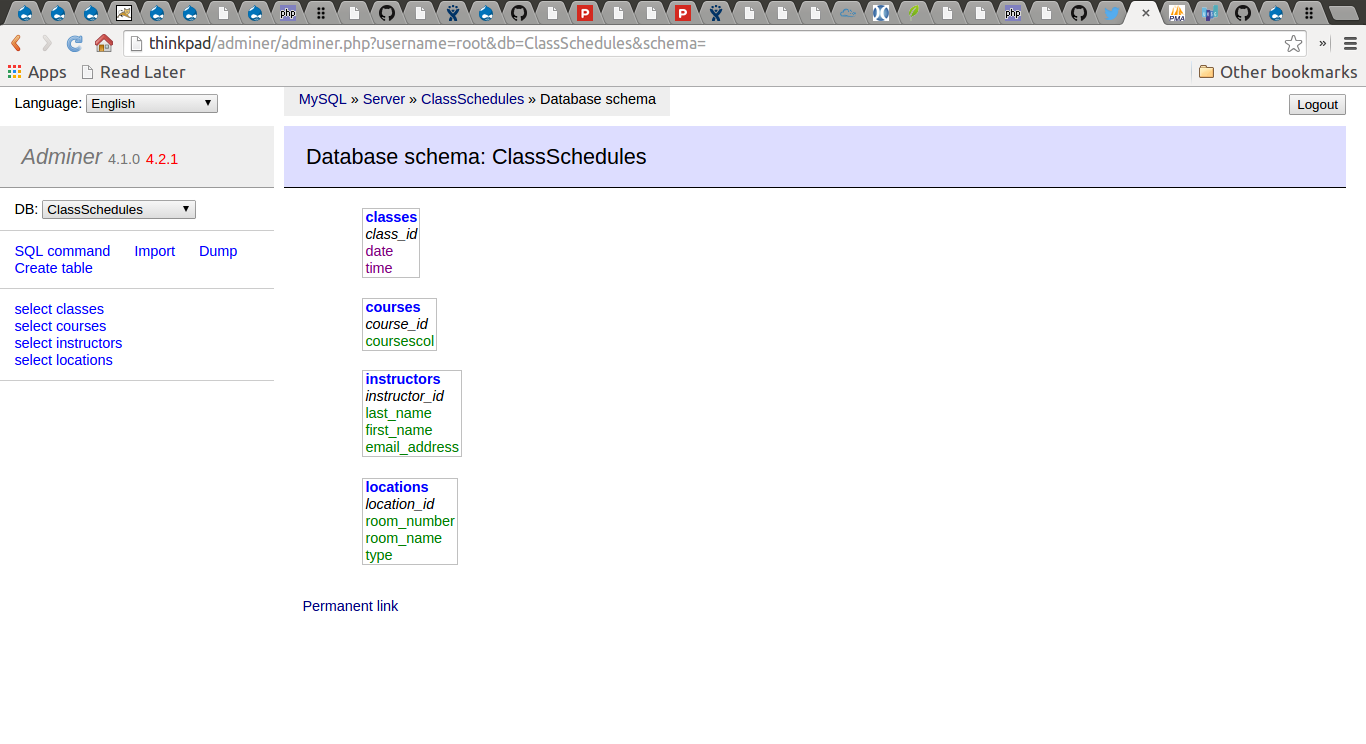 php
P
P
php
PMA
thinkpad/adminer/adminer.php?username=root&db=ClassSchedules&schema=
»
Apps Read Later Other bookmarks
Language: English
MySQL » Server » ClassSchedules » Database schema
Logout
Adminer 4.1.0 4.2.1
Database schema: ClassSchedules
DB: ClassSchedules
SQL command Import Dump
Create table
select classes
select courses
select instructors
select locations
classes
class_id
date
time
courses
course_id
coursescol
instructors
instructor_id
last_name
first_name
email_address
locations
location_id
room_number
room_name
type
Permanent link